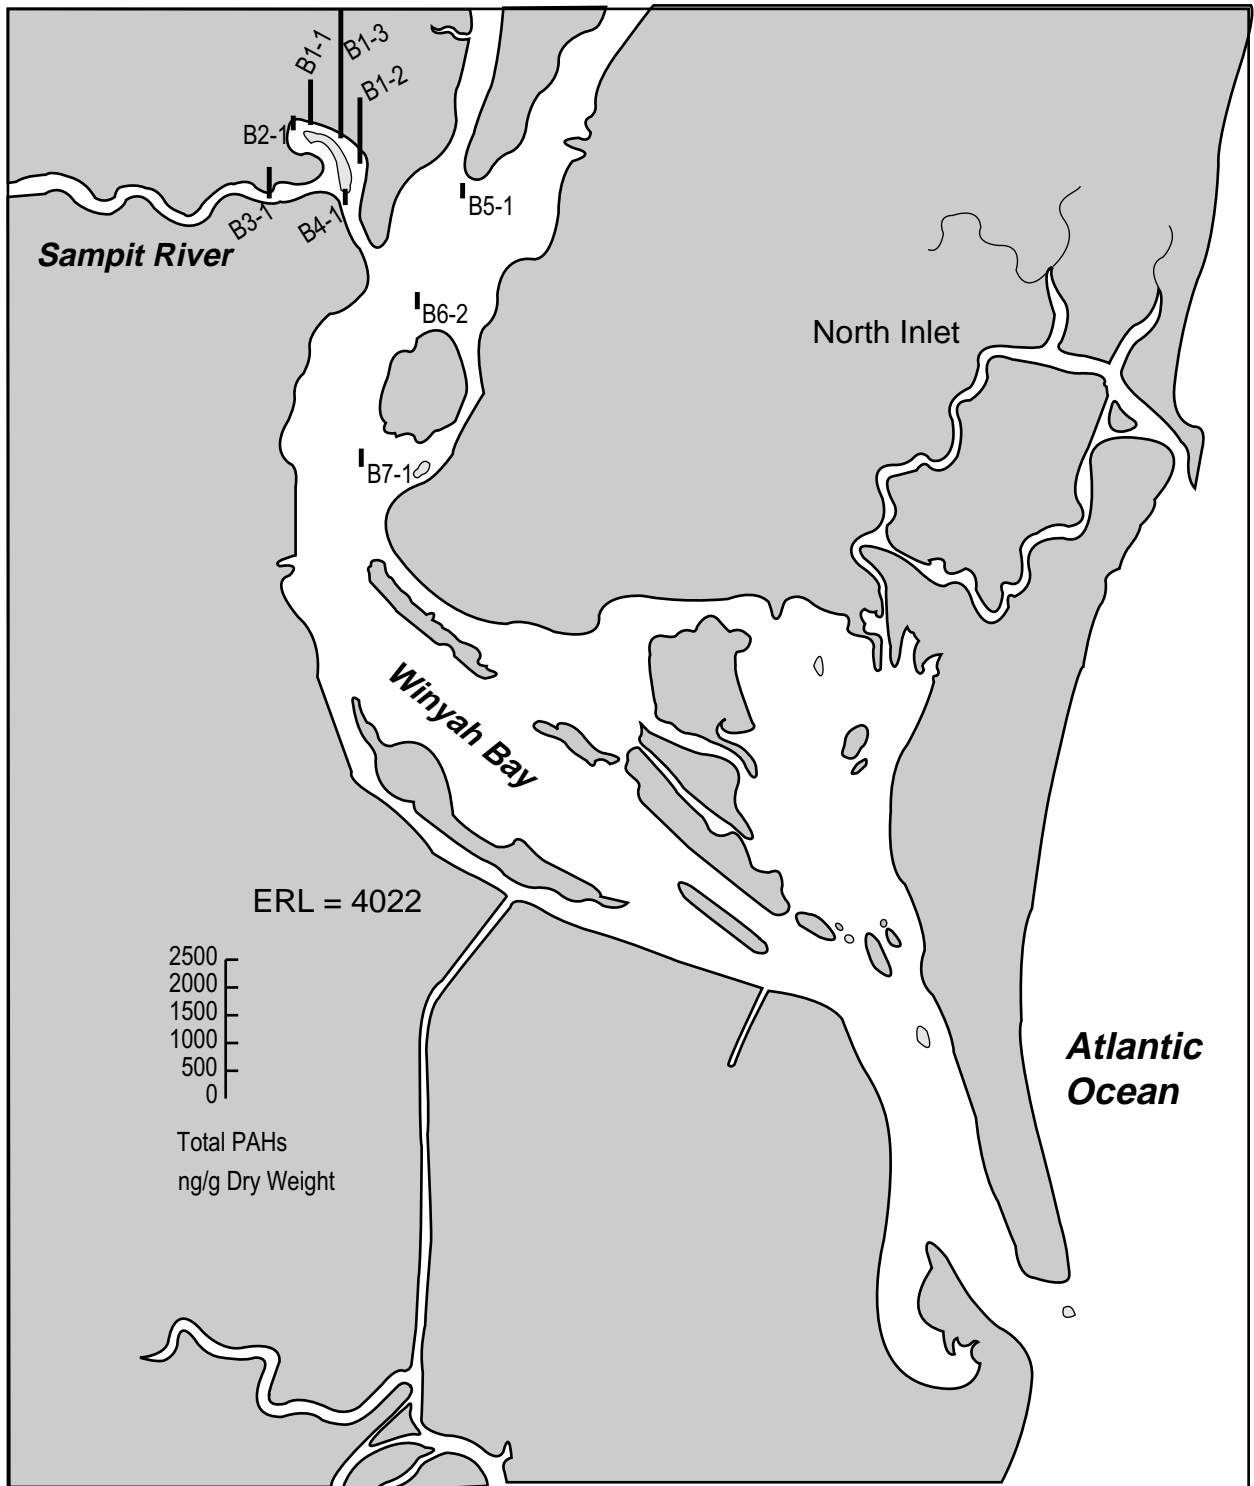 B1-1
B1-3
B1-2
B2-1
B3-1
B4-1
B5-1
Sampit River
B6-2
North Inlet
B7-1
Winyah Bay
ERL = 4022
2500
2000
1500
1000
500
0
Total PAHs
ng/g Dry Weight
Atlantic
Ocean